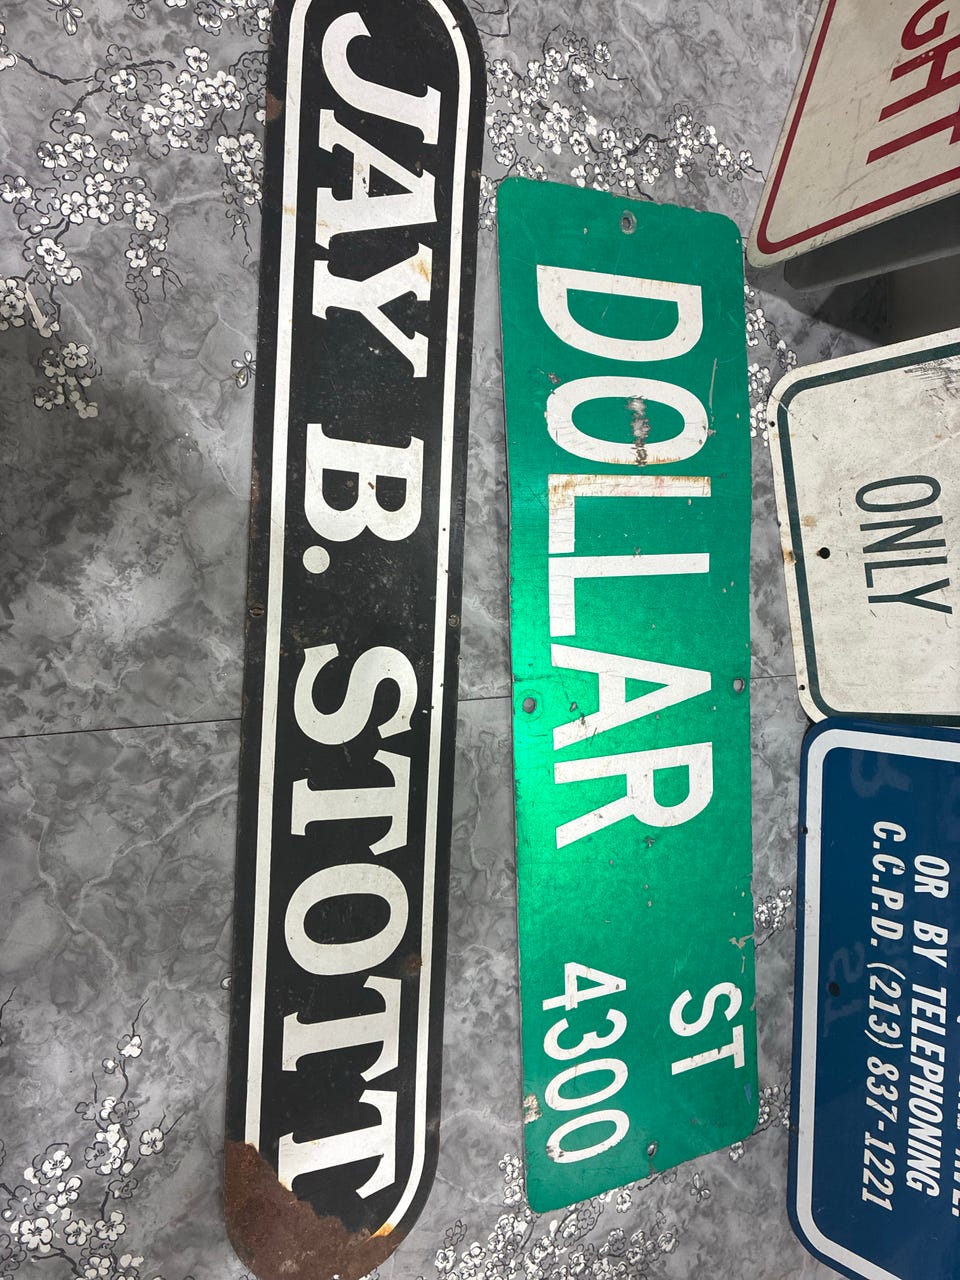 JAY B. STOTT
DOLLAR
ST
4300
ONLY
OR BY TELEPHONING
C.C.P.D. (213) 837-1221